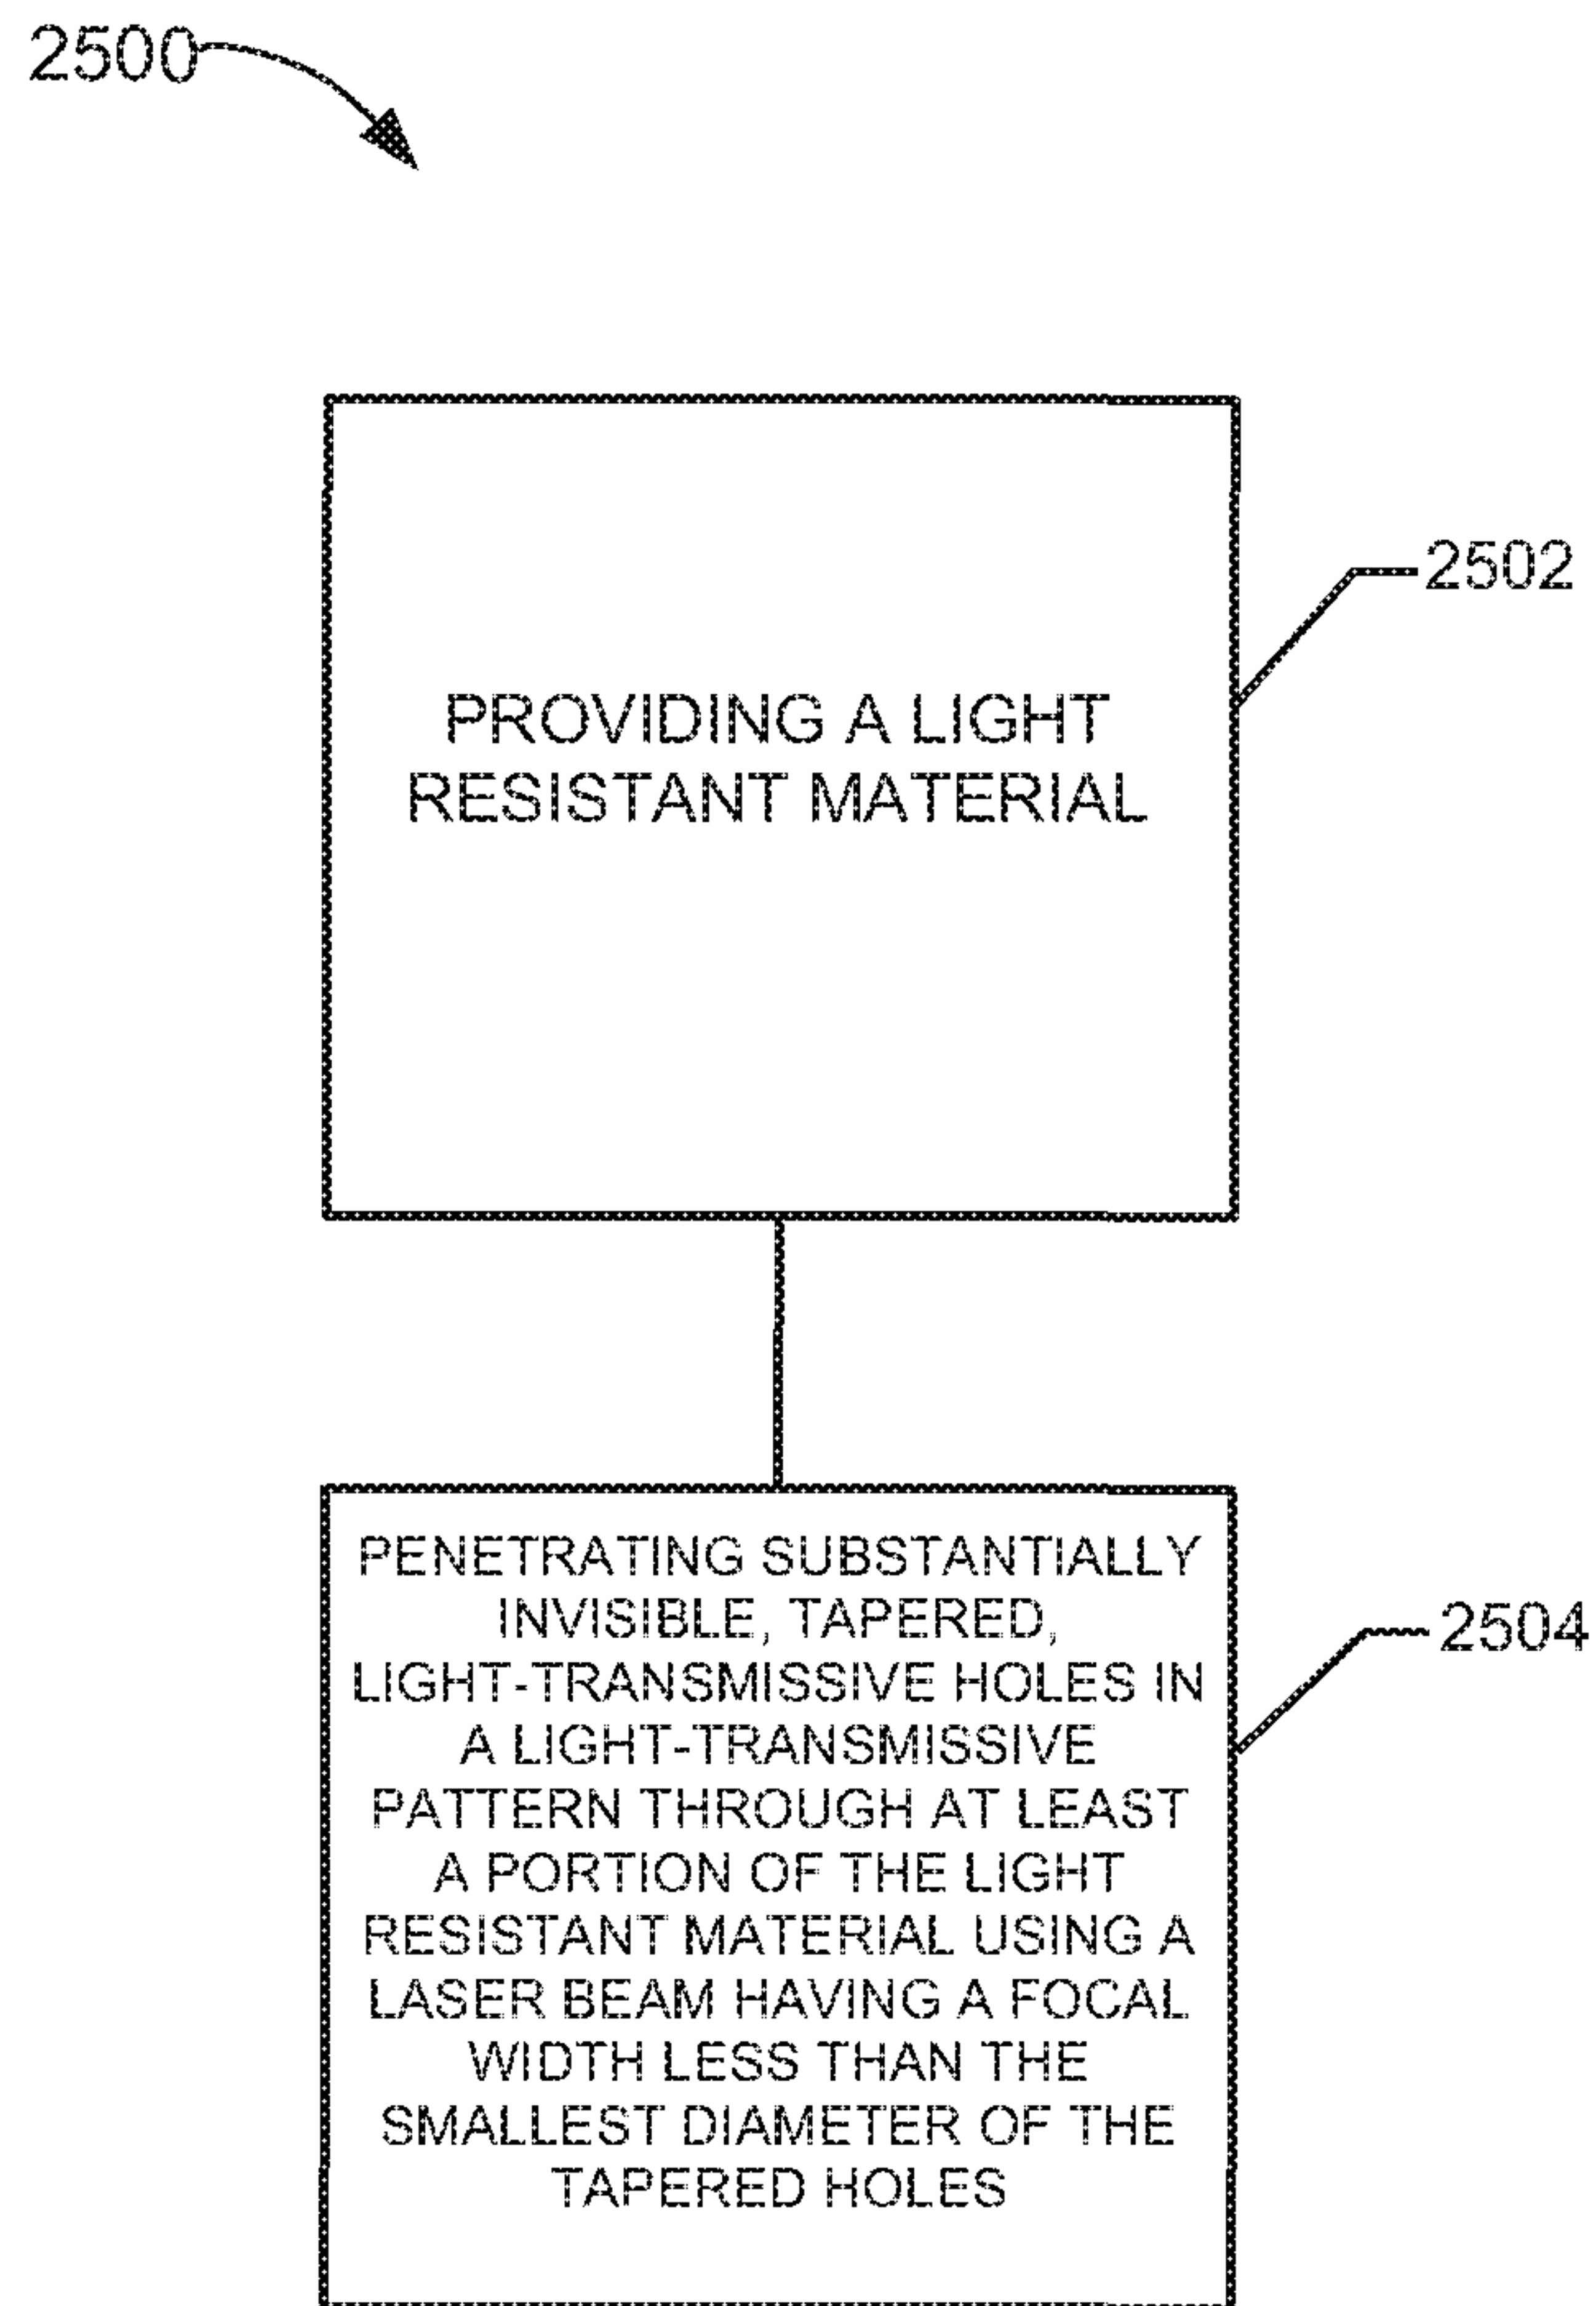 2500
PROVIDING A LIGHT
RESISTANT MATERIAL
2502
PENETRATING SUBSTANTIALLY
INVISIBLE, TAPERED,
LIGHT-TRANSMISSIVE HOLES IN
A LIGHT-TRANSMISSIVE
PATTERN THROUGH AT LEAST
A PORTION OF THE LIGHT
RESISTANT MATERIAL USING A
LASER BEAM HAVING A FOCAL
WIDTH LESS THAN THE
SMALLEST DIAMETER OF THE
TAPERED HOLES
2504